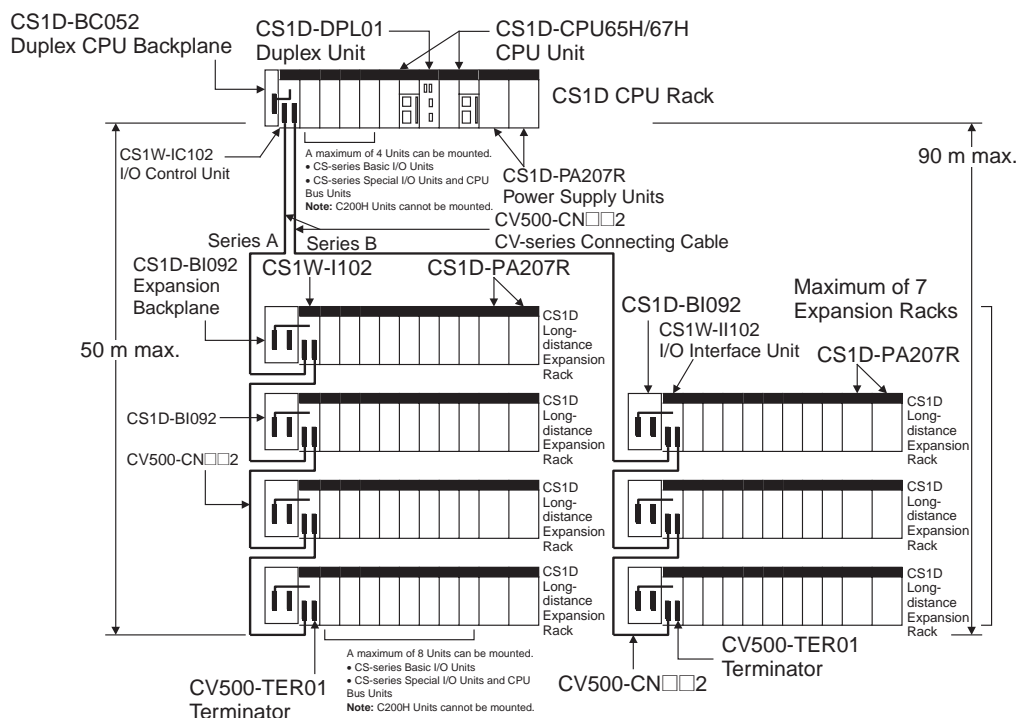 CS1D-BC052
Duplex CPU Backplane
CS1D-DPL01
Duplex Unit
CS1D-CPU65H/67H
CPU Unit
CS1D CPU Rack
CS1W-IC102
I/O Control Unit
A maximum of 4 Units can be mounted.
• CS-series Basic I/O Units
• CS-series Special I/O Units and CPU
Bus Units
Note: C200H Units cannot be mounted.
CS1D-PA207R
Power Supply Units
90 m max.
CV500-CN□□2
CV-series Connecting Cable
Series A
Series B
CS1D-BI092
Expansion
Backplane
CS1W-I102
CS1D-PA207R
50 m max.
CS1D
Long-
distance
Expansion
Rack
CS1D-BI092
CS1W-II102
I/O Interface Unit
Maximum of 7
Expansion Racks
CS1D-PA207R
CS1D-BI092
CV500-CN□□2
CS1D
Long-
distance
Expansion
Rack
CS1D
Long-
distance
Expansion
Rack
CS1D
Long-
distance
Expansion
Rack
CS1D
Long-
distance
Expansion
Rack
CS1D
Long-
distance
Expansion
Rack
CS1D
Long-
distance
Expansion
Rack
CV500-TER01
Terminator
A maximum of 8 Units can be mounted.
• CS-series Basic I/O Units
• CS-series Special I/O Units and CPU
Bus Units
Note: C200H Units cannot be mounted.
CV500-CN□□2
CV500-TER01
Terminator